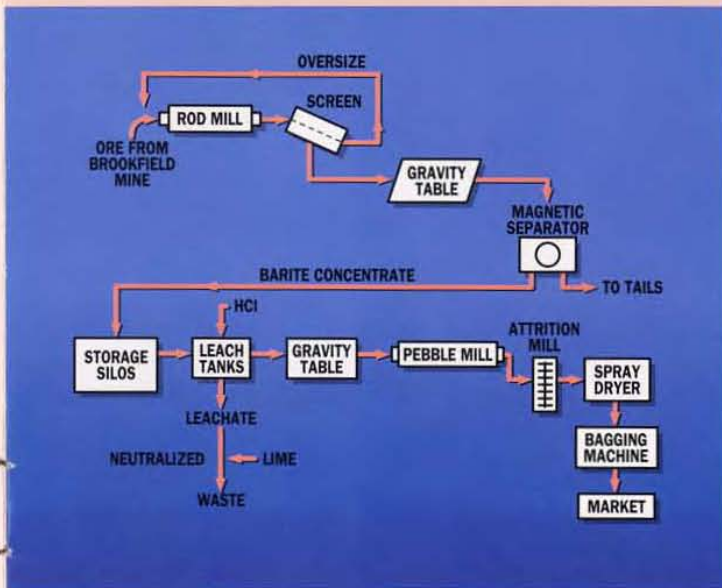 OVERSIZE
SCREEN
ROD MILL
ORE FROM
BROOKFIELD
MINE
GRAVITY
TABLE
MAGNETIC
SEPARATOR
BARITE CONCENTRATE
TO TAILS
HCl
STORAGE
SILOS
LEACH
TANKS
GRAVITY
TABLE
PEBBLE MILL
ATTRITION
MILL
SPRAY
DRYER
LEACHATE
BAGGING
MACHINE
NEUTRALIZED
LIME
WASTE
MARKET